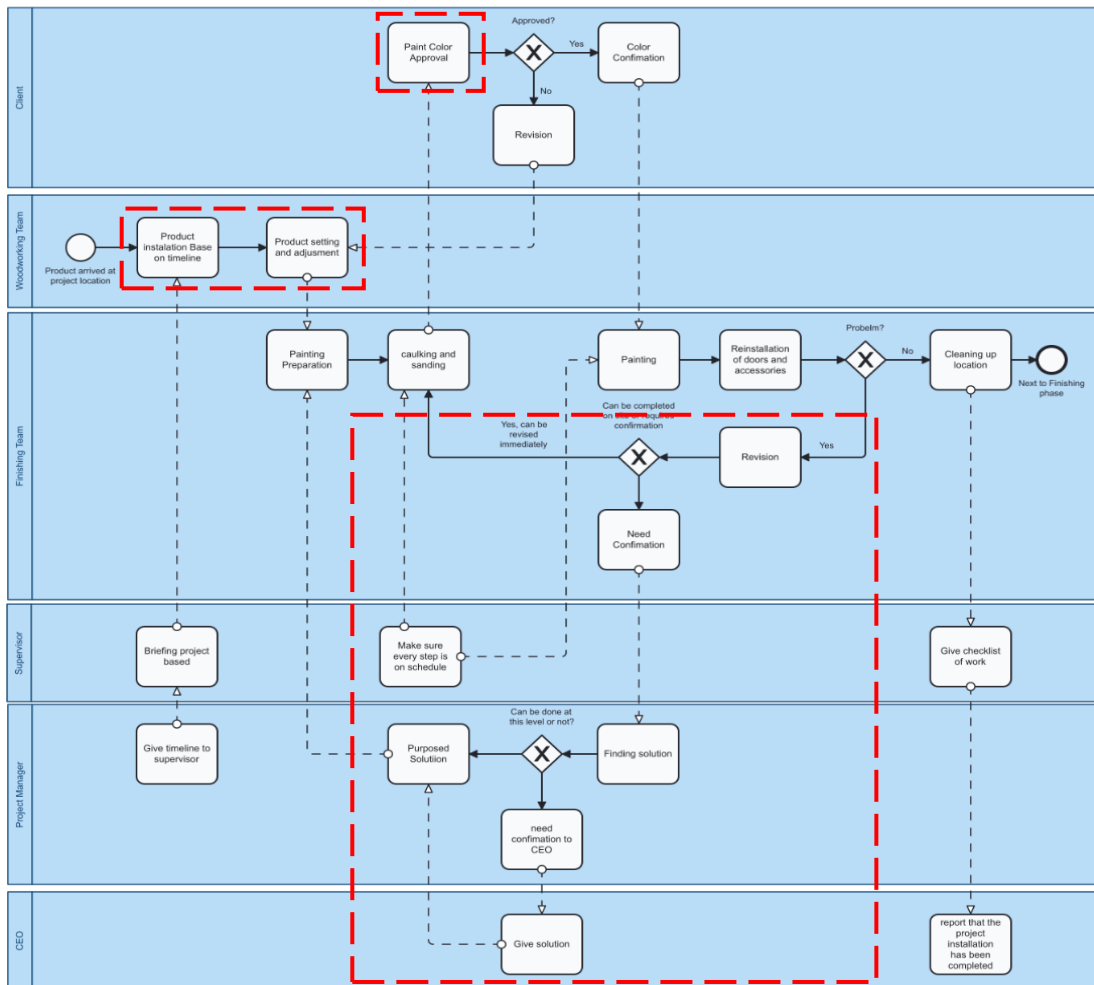 Client
Paint Color
Approval
Approved?
Yes
No
Color
Confimation
Revision
Woodworking Team
Product arrived at
project location
Product
instalation Base
on timeline
Product setting
and adjusment
Finishing Team
Painting
Preparation
caulking and
sanding
Painting
Reinstallation
of doors and
accessories
Probelm?
No
Yes
Cleaning up
location
Next to Finishing
phase
Can be completed
confirmation
Yes, can be
revised
immediately
Revision
Need
Confimation
Supervisor
Briefing project
based
Make sure
every step is
on schedule
Give checklist
of work
Project Manager
Give timeline to
supervisor
Purposed
Solutiion
Can be done at
this level or not?
Finding solution
need
confimation to
CEO
CEO
Give solution
report that the
project
installation
has been
completed